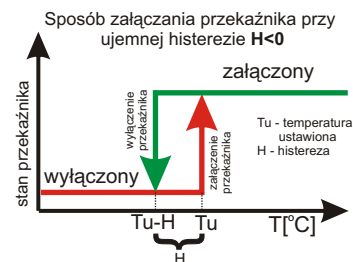 Sposób załączania przekaźnika przy
ujemnej histerezie H<0
załączony
stan przekaźnika
wyłączenie
przekaźnika
załączenie
przekaźnika
Tu - temperatura
ustawiona
H - histereza
wyłączony
Tu-H Tu T[°C]
H